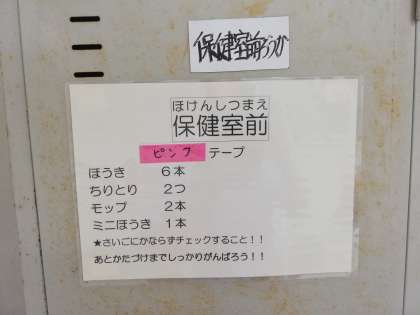 保健室前ろうか
ほけんしつまえ
保健室前
ピンク テープ
ほうき 6本
ちりとり 2つ
モップ 2本
ミニほうき 1本
★さいごにかならずチェックすること！！
あとかたづけまでしっかりがんばろう！！